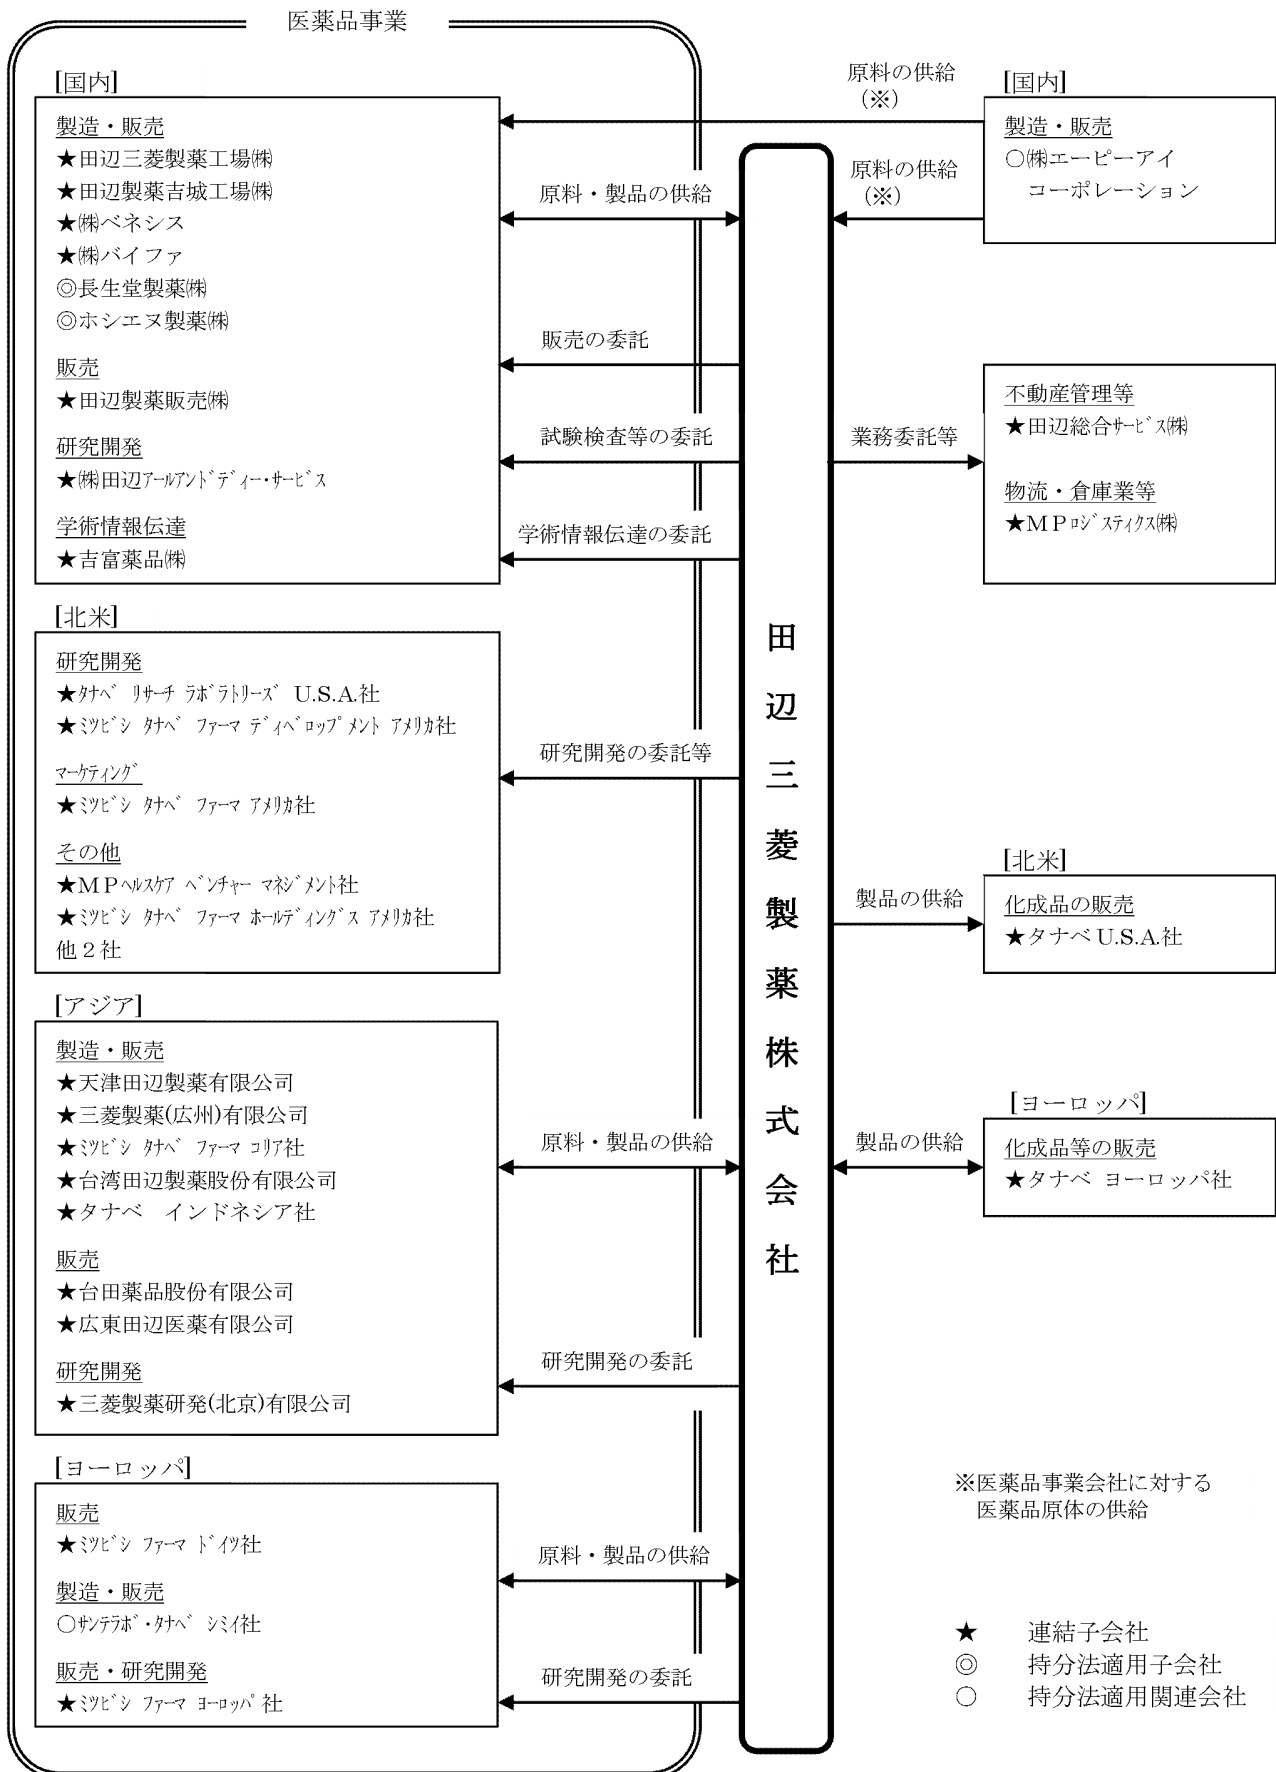 医薬品事業
[国内]
製造・販売
★田辺三菱製薬工場㈱
★田辺製薬吉城工場㈱
★㈱ベネシス
★㈱バイファ
◎長生堂製薬㈱
◎ホシエヌ製薬㈱
販売
★田辺製薬販売㈱
研究開発
★㈱田辺ｱｰﾙｱﾝﾄﾞﾃﾞｨｰ・ｻｰﾋﾞｽ
学術情報伝達
★吉富薬品㈱
原料の供給
(※)
原料・製品の供給
原料の供給
(※)
販売の委託
試験検査等の委託
業務委託等
学術情報伝達の委託
[国内]
製造・販売
○㈱エーピーアイ
コーポレーション
不動産管理等
★田辺総合ｻｰﾋﾞｽ㈱
物流・倉庫業等
★ＭＰﾛｼﾞｽﾃｨｸｽ㈱
[北米]
研究開発
★ﾀﾅﾍﾞ ﾘｻｰﾁ ﾗﾎﾞﾗﾄﾘｰｽﾞ U.S.A.社
★ﾐﾂﾋﾞｼ ﾀﾅﾍﾞ ﾌｧｰﾏ ﾃﾞｨﾍﾞﾛｯﾌﾟﾒﾝﾄ ｱﾒﾘｶ社
ﾏｰｹﾃｨﾝｸﾞ
★ﾐﾂﾋﾞｼ ﾀﾅﾍﾞ ﾌｧｰﾏ ｱﾒﾘｶ社
その他
★ＭＰﾍﾙｽｹｱ ﾍﾞﾝﾁｬｰ ﾏﾈｼﾞﾒﾝﾄ社
★ﾐﾂﾋﾞｼ ﾀﾅﾍﾞ ﾌｧｰﾏ ﾎｰﾙﾃﾞｨﾝｸﾞｽ ｱﾒﾘｶ社
他２社
研究開発の委託等
田辺三菱製薬株式会社
製品の供給
[北米]
化成品の販売
★タナベ U.S.A.社
[アジア]
製造・販売
★天津田辺製薬有限公司
★三菱製薬(広州)有限公司
★ﾐﾂﾋﾞｼ ﾀﾅﾍﾞ ﾌｧｰﾏ ｺﾘｱ社
★台湾田辺製薬股份有限公司
★タナベ　インドネシア社
販売
★台田薬品股份有限公司
★広東田辺医薬有限公司
研究開発
★三菱製薬研発(北京)有限公司
原料・製品の供給
研究開発の委託
製品の供給
[ヨーロッパ]
化成品等の販売
★タナベ ヨーロッパ社
[ヨーロッパ]
販売
★ﾐﾂﾋﾞｼ ﾌｧｰﾏ ﾄﾞｲﾂ社
製造・販売
○ｻﾝﾃﾗﾎﾞ・ﾀﾅﾍﾞ ｼﾐｲ社
販売・研究開発
★ﾐﾂﾋﾞｼ ﾌｧｰﾏ ﾖｰﾛｯﾊﾟ社
原料・製品の供給
研究開発の委託
※医薬品事業会社に対する
医薬品原体の供給
★ 連結子会社
◎ 持分法適用子会社
○ 持分法適用関連会社